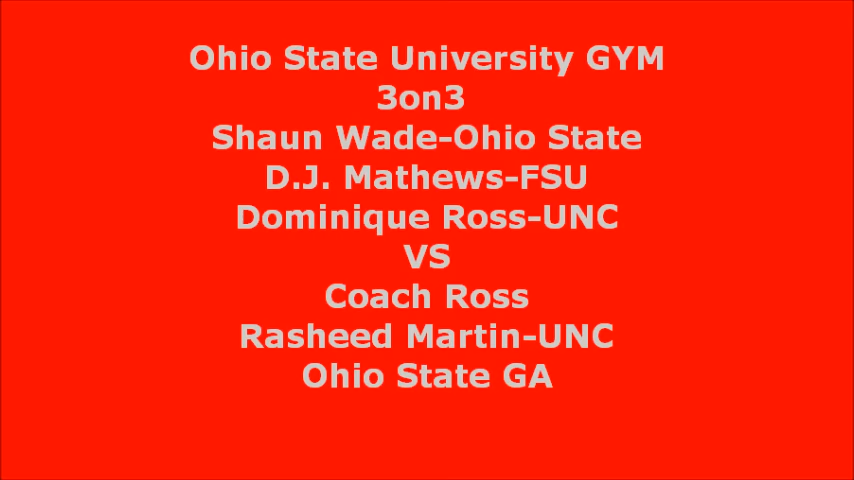 Ohio State University GYM
3on3
Shaun Wade-Ohio State
D.J. Mathews-FSU
Dominique Ross-UNC
VS
Coach Ross
Rasheed Martin-UNC
Ohio State GA